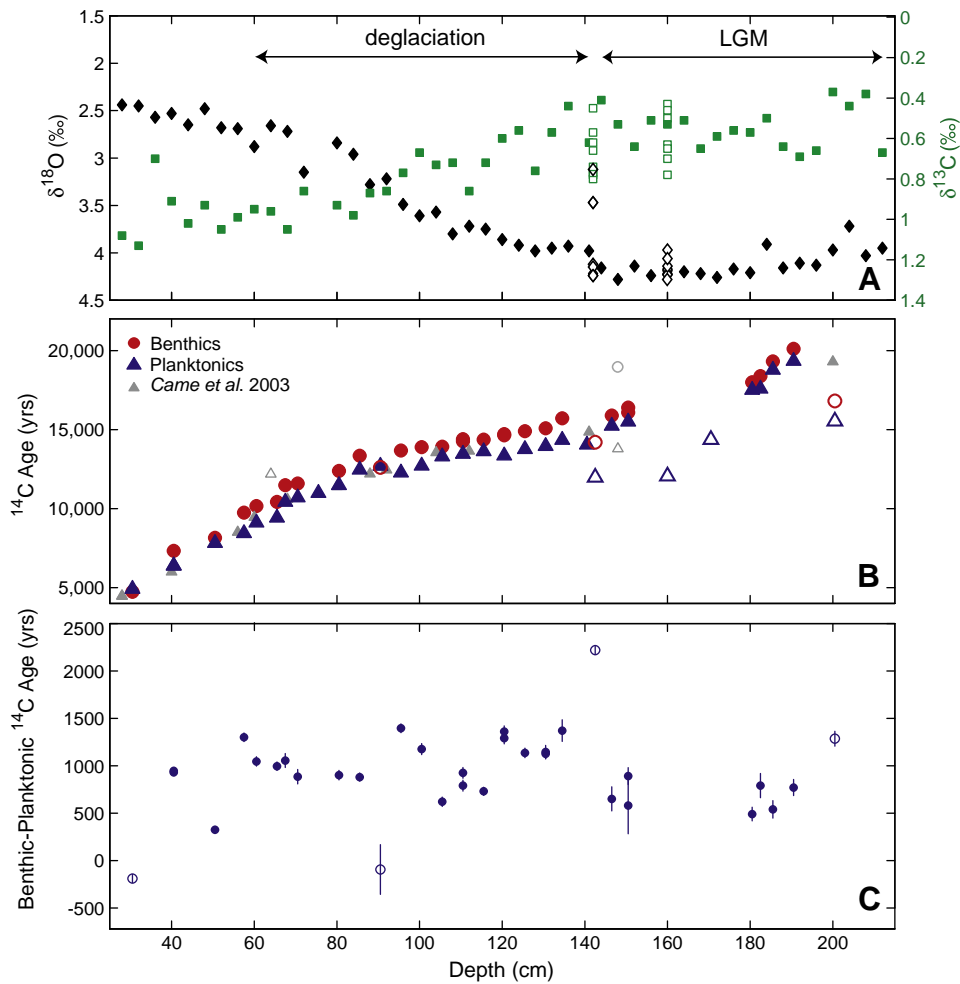 deglaciation
LGM
1.5
2
2.5
3
3.5
4
4.5
δ18O (‰)
0
0.2
0.4
0.6
0.8
1
1.2
1.4
δ13C (‰)
A
Benthics
Planktonics
Came et al. 2003
20,000
15,000
10,000
5,000
14C Age (yrs)
B
2500
2000
1500
1000
500
0
-500
Benthic-Planktonic 14C Age (yrs)
C
40 60 80 100 120 140 160 180 200
Depth (cm)